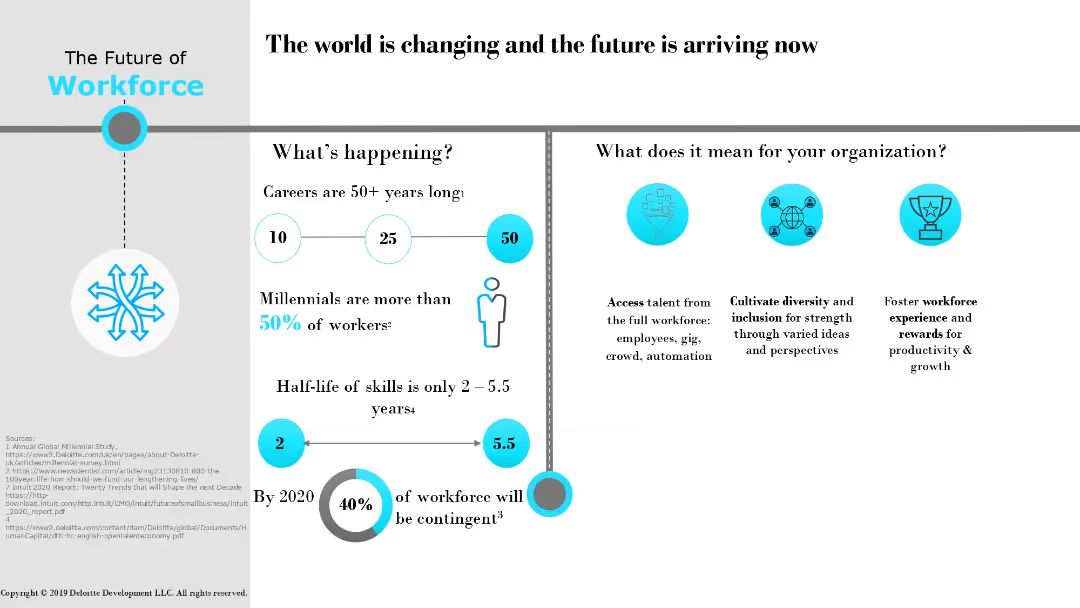 The Future of
Workforce
The world is changing and the future is arriving now
What's happening?
Careers are 50+ years long1
10
25
50
Millennials are more than
50% of workers2
Half-life of skills is only 2 – 5.5
years4
2
5.5
By 2020
40%
of workforce will
be contingent3
What does it mean for your organization?
Access talent from
the full workforce:
employees, gig,
crowd, automation
Cultivate diversity and
inclusion for strength
through varied ideas
and perspectives
Foster workforce
experience and
rewards for
productivity &
growth
Sources:
1 Annual Global Millennial Study,
https://www2.Deloitte.com/uk/en/pages/about-Deloitte-
uk/articles/millennial-survey.html
2 https://www.newscientist.com/article/mg23130810-800-the
100year-life-how-should-we-fund-our-lengthening-lives/
7 Intuit 2020 Report: Twenty Trends that will Shape the next Decade
https://http-
download.intuit.com/http.intuit/CMO/intuit/futureofsmallbusiness/intuit
_2020_report.pdf
4
https://www2.deloitte.com/content/dam/Deloitte/global/Documents/H
umanCapital/dttl-hc-english-opentalenteconomy.pdf
Copyright © 2019 Deloitte Development LLC. All rights reserved.